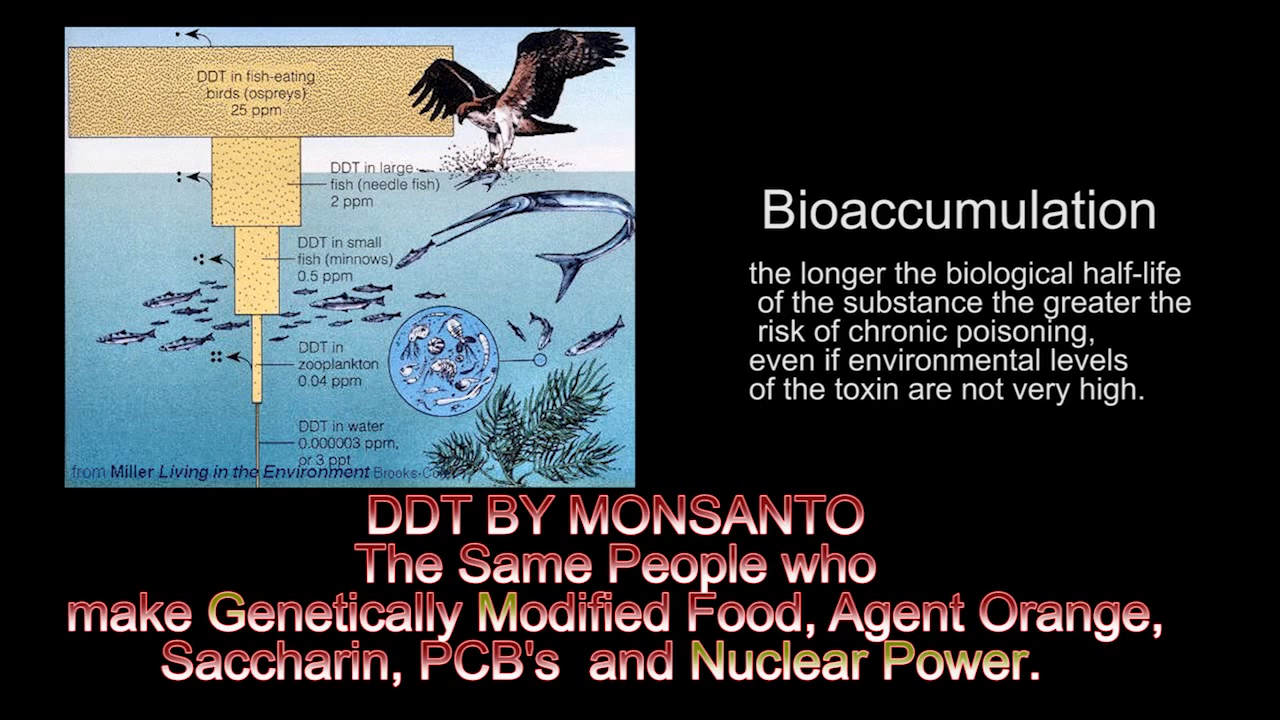 DDT in fish-eating
birds (ospreys)
25 ppm
DDT in large
fish (needle fish)
2 ppm
DDT in small
fish (minnows)
0.5 ppm
DDT in
zooplankton
0.04 ppm
DDT in water
0.000003 ppm,
or 3 ppt
from Miller Living in the Environment
Bioaccumulation
the longer the biological half-life
of the substance the greater the
risk of chronic poisoning,
even if environmental levels
of the toxin are not very high.
DDT BY MONSANTO
The Same People who
make Genetically Modified Food, Agent Orange,
Saccharin, PCB's and Nuclear Power.